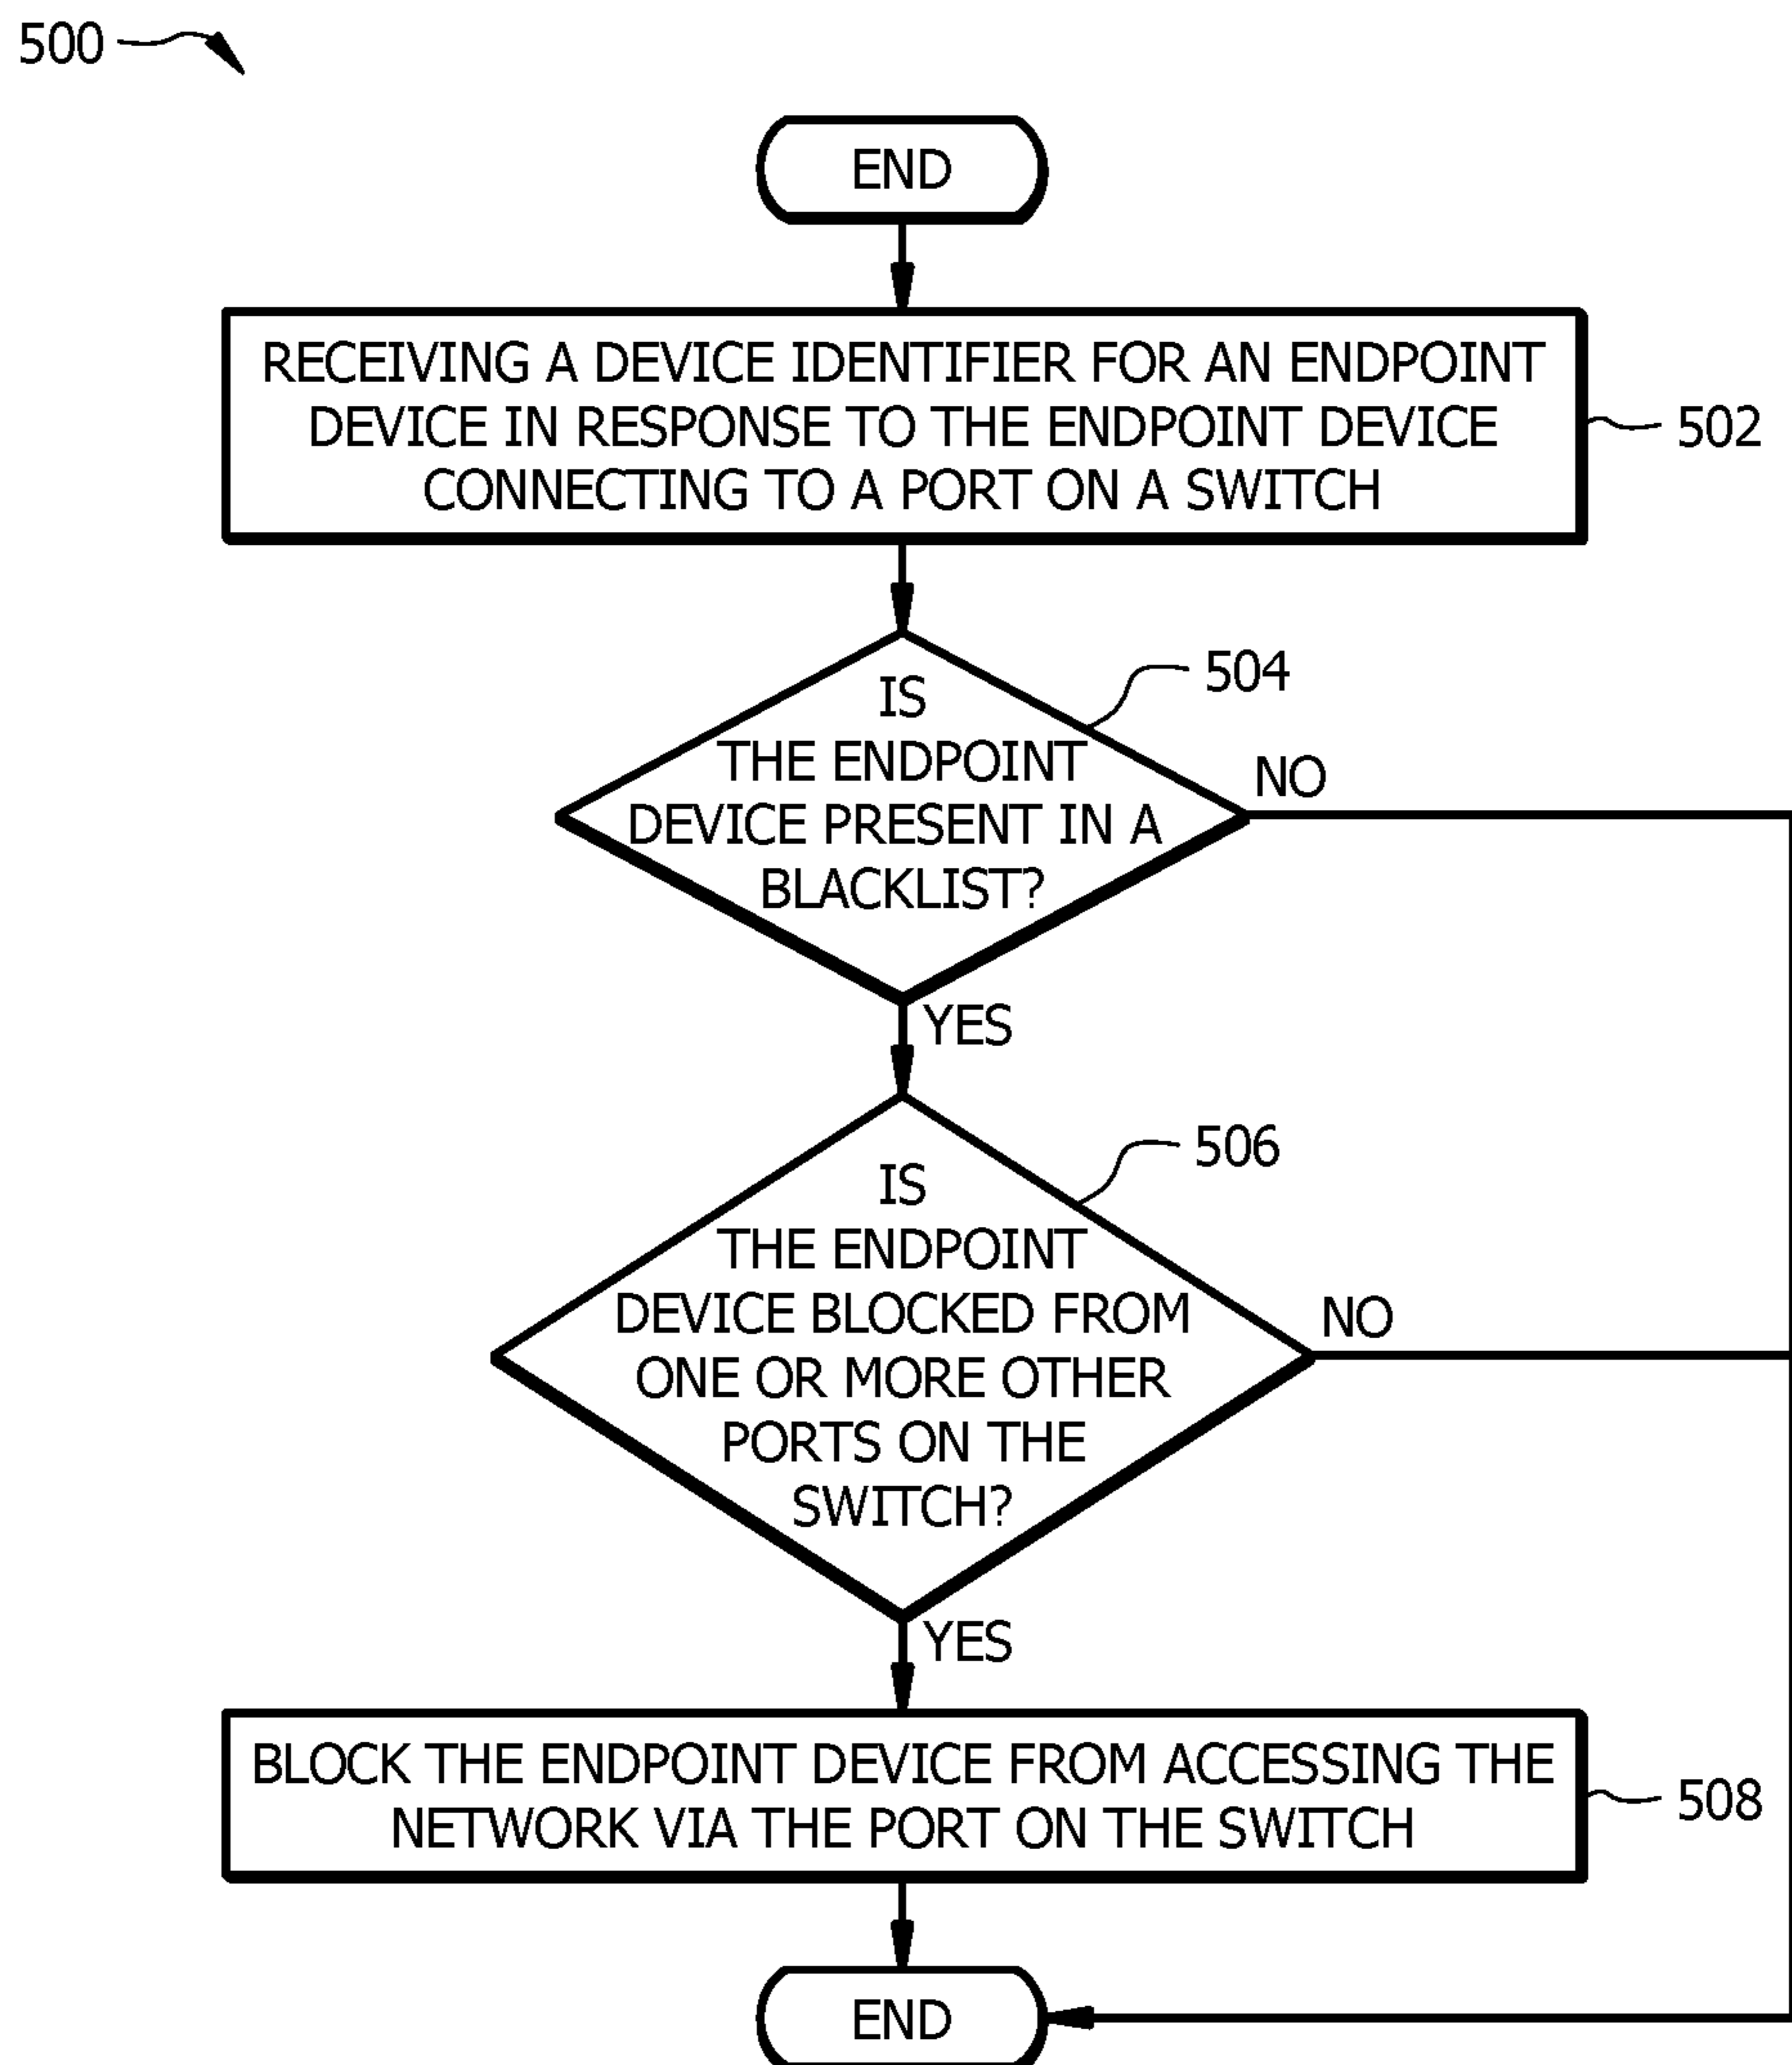 500
END
RECEIVING A DEVICE IDENTIFIER FOR AN ENDPOINT
DEVICE IN RESPONSE TO THE ENDPOINT DEVICE
CONNECTING TO A PORT ON A SWITCH
502
504
IS
THE ENDPOINT
DEVICE PRESENT IN A
BLACKLIST?
NO
YES
506
IS
THE ENDPOINT
DEVICE BLOCKED FROM
ONE OR MORE OTHER
PORTS ON THE
SWITCH?
NO
YES
BLOCK THE ENDPOINT DEVICE FROM ACCESSING THE
NETWORK VIA THE PORT ON THE SWITCH
508
END